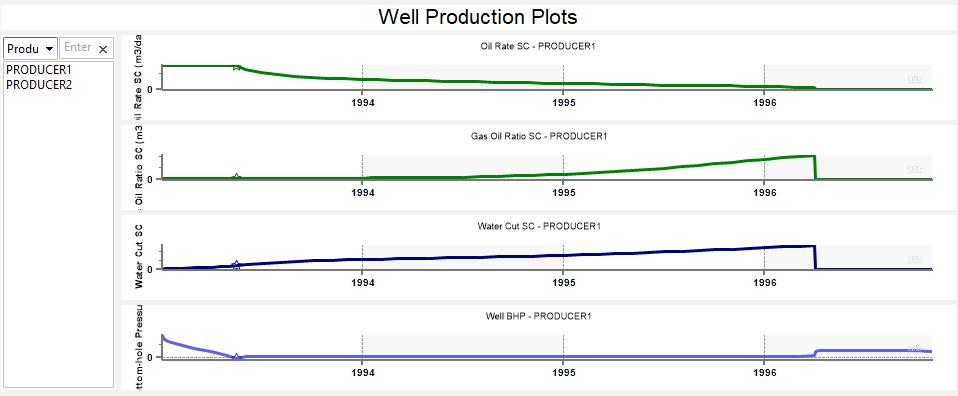 Well Production Plots
Produ
Enter
PRODUCER1
PRODUCER2
Oil Rate SC - PRODUCER1
il Rate SC (m3/da
0
1994 1995 1996
Gas Oil Ratio SC - PRODUCER1
Oil Ratio SC (m3
0
1994 1995 1996
Water Cut SC - PRODUCER1
Water Cut SC
0
1994 1995 1996
Well BHP - PRODUCER1
ttom-hole Pressu
0
1994 1995 1996